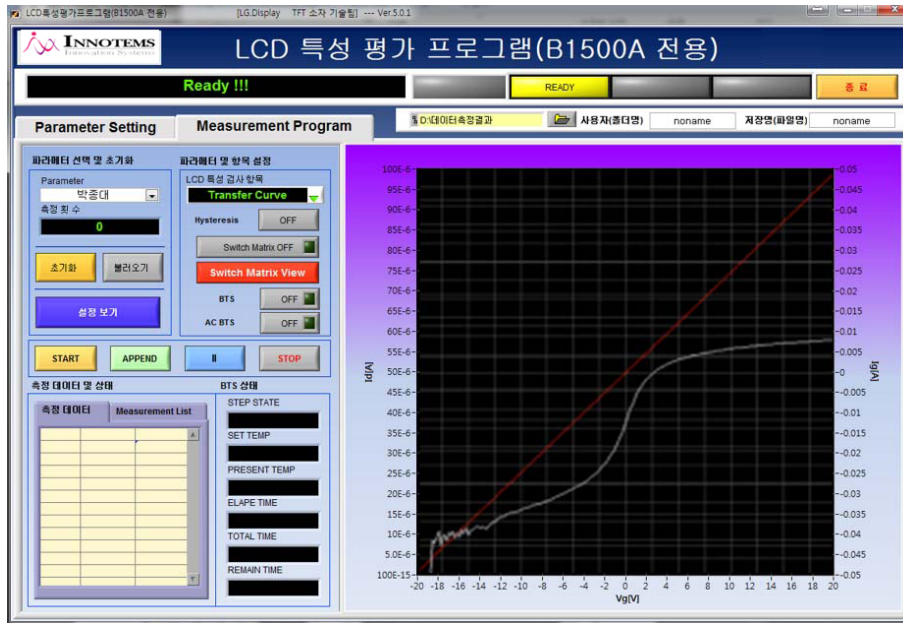 LCD특성평가프로그램(B1500A 전용) [LG.Display TFT 소자 기술팀] --- Ver.5.0.1
INNOTEMS
Innovation Systems
LCD 특성 평가 프로그램(B1500A 전용)
Ready !!!
READY
종 료
Parameter Setting
Measurement Program
D:\데이터측정결과
사용자(폴더명)
noname
저장명(파일명)
noname
파라메터 선택 및 초기화
Parameter
박종대
측정 횟 수
0
초기화
불러오기
설정 보기
파라메터 및 항목 설정
LCD 특성 검사 항목
Transfer Curve
Hysteresis
OFF
Switch Matrix OFF
Switch Matrix View
BTS
OFF
AC BTS
OFF
START
APPEND
II
STOP
측정 데이터 및 상태
측정 데이터
Measurement List
BTS 상태
STEP STATE
SET TEMP
PRESENT TEMP
ELAPE TIME
TOTAL TIME
REMAIN TIME
Id[A]
100E-6
95E-6
90E-6
85E-6
80E-6
75E-6
70E-6
65E-6
60E-6
55E-6
50E-6
45E-6
40E-6
35E-6
30E-6
25E-6
20E-6
15E-6
10E-6
5.0E-6
100E-15
-20 -18 -16 -14 -12 -10 -8 -6 -4 -2 0 2 4 6 8 10 12 14 16 18 20
Vg[V]
0.05
0.045
0.04
0.035
0.03
0.025
0.02
0.015
0.01
0.005
0
-0.005
-0.01
-0.015
-0.02
-0.025
-0.03
-0.035
-0.04
-0.045
-0.05
Ig[A]